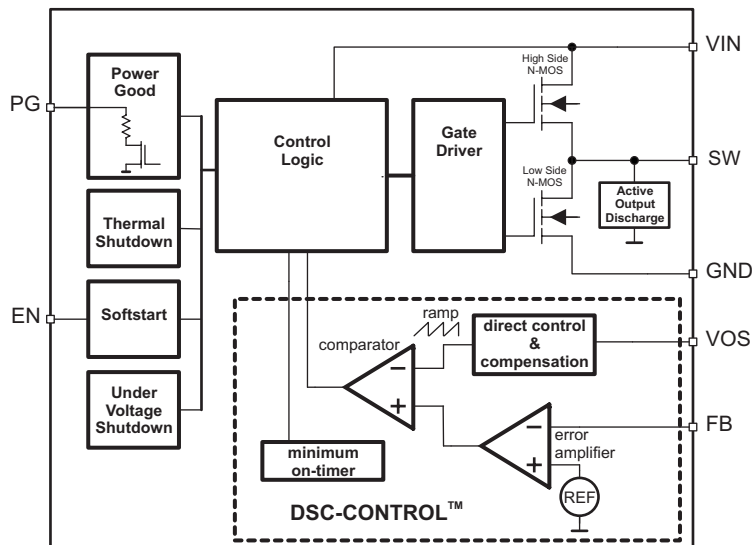 Power
Good
PG
High Side
N-MOS
VIN
Control
Logic
Gate
Driver
Low Side
N-MOS
SW
Active
Output
Discharge
Thermal
Shutdown
GND
EN
Softstart
ramp
comparator
direct control
&
compensation
VOS
−
+
Under
Voltage
Shutdown
minimum
on-timer
FB
−
+
error
amplifier
REF
DSC-CONTROL™